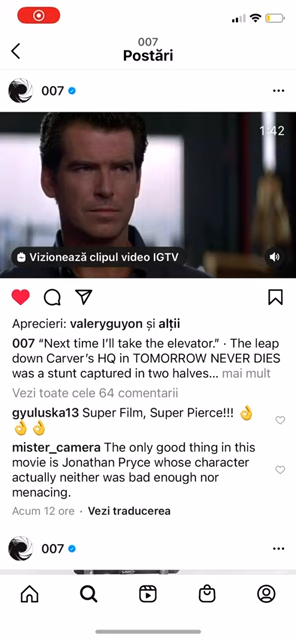 007
Postări
007
1:42
Vizionează clipul video IGTV
Aprecieri: valeryguyon și alții
007 “Next time I’ll take the elevator.” · The leap
down Carver’s HQ in TOMORROW NEVER DIES
was a stunt captured in two halves... mai mult
Vezi toate cele 64 comentarii
gyuluska13 Super Film, Super Pierce!!! 👌
👌👌
mister_camera The only good thing in this
movie is Jonathan Pryce whose character
actually neither was bad enough nor
menacing.
Acum 12 ore · Vezi traducerea
007